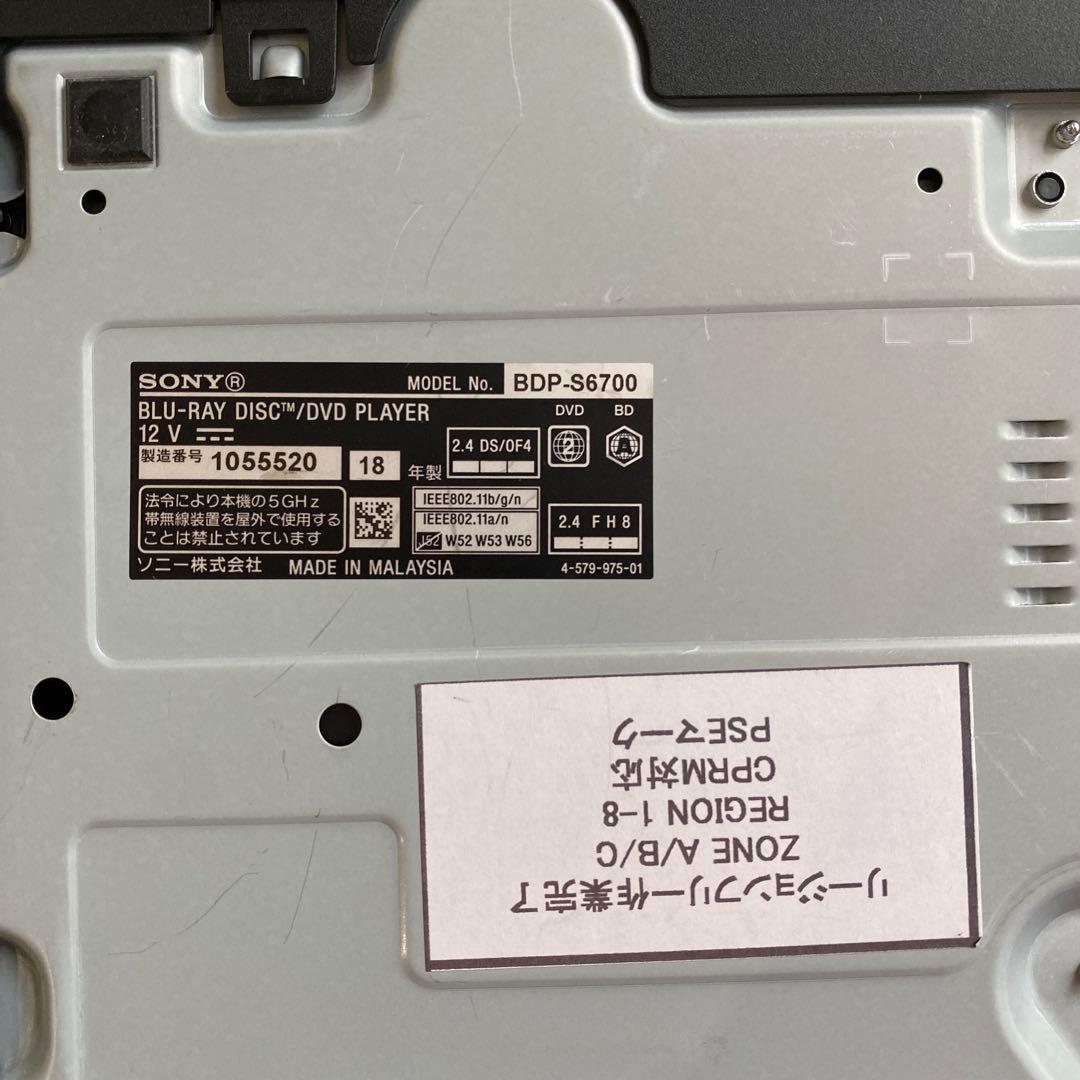 SONY® MODEL No. BDP-S6700
BLU-RAY DISC™/DVD PLAYER
DVD BD
12 V
2 A
製造番号 1055520 18 年製
2.4 DS/OF4
法令により本機の5GHz
帯無線装置を屋外で使用する
ことは禁止されています
IEEE802.11b/g/n
IEEE802.11a/n
J52 W52 W53 W56
2.4 FH8
ソニー株式会社 MADE IN MALAYSIA 4-579-975-01
リージョンフリー作業完了
ZONE A/B/C
REGION 1-8
CPRM対応
PSEマーク